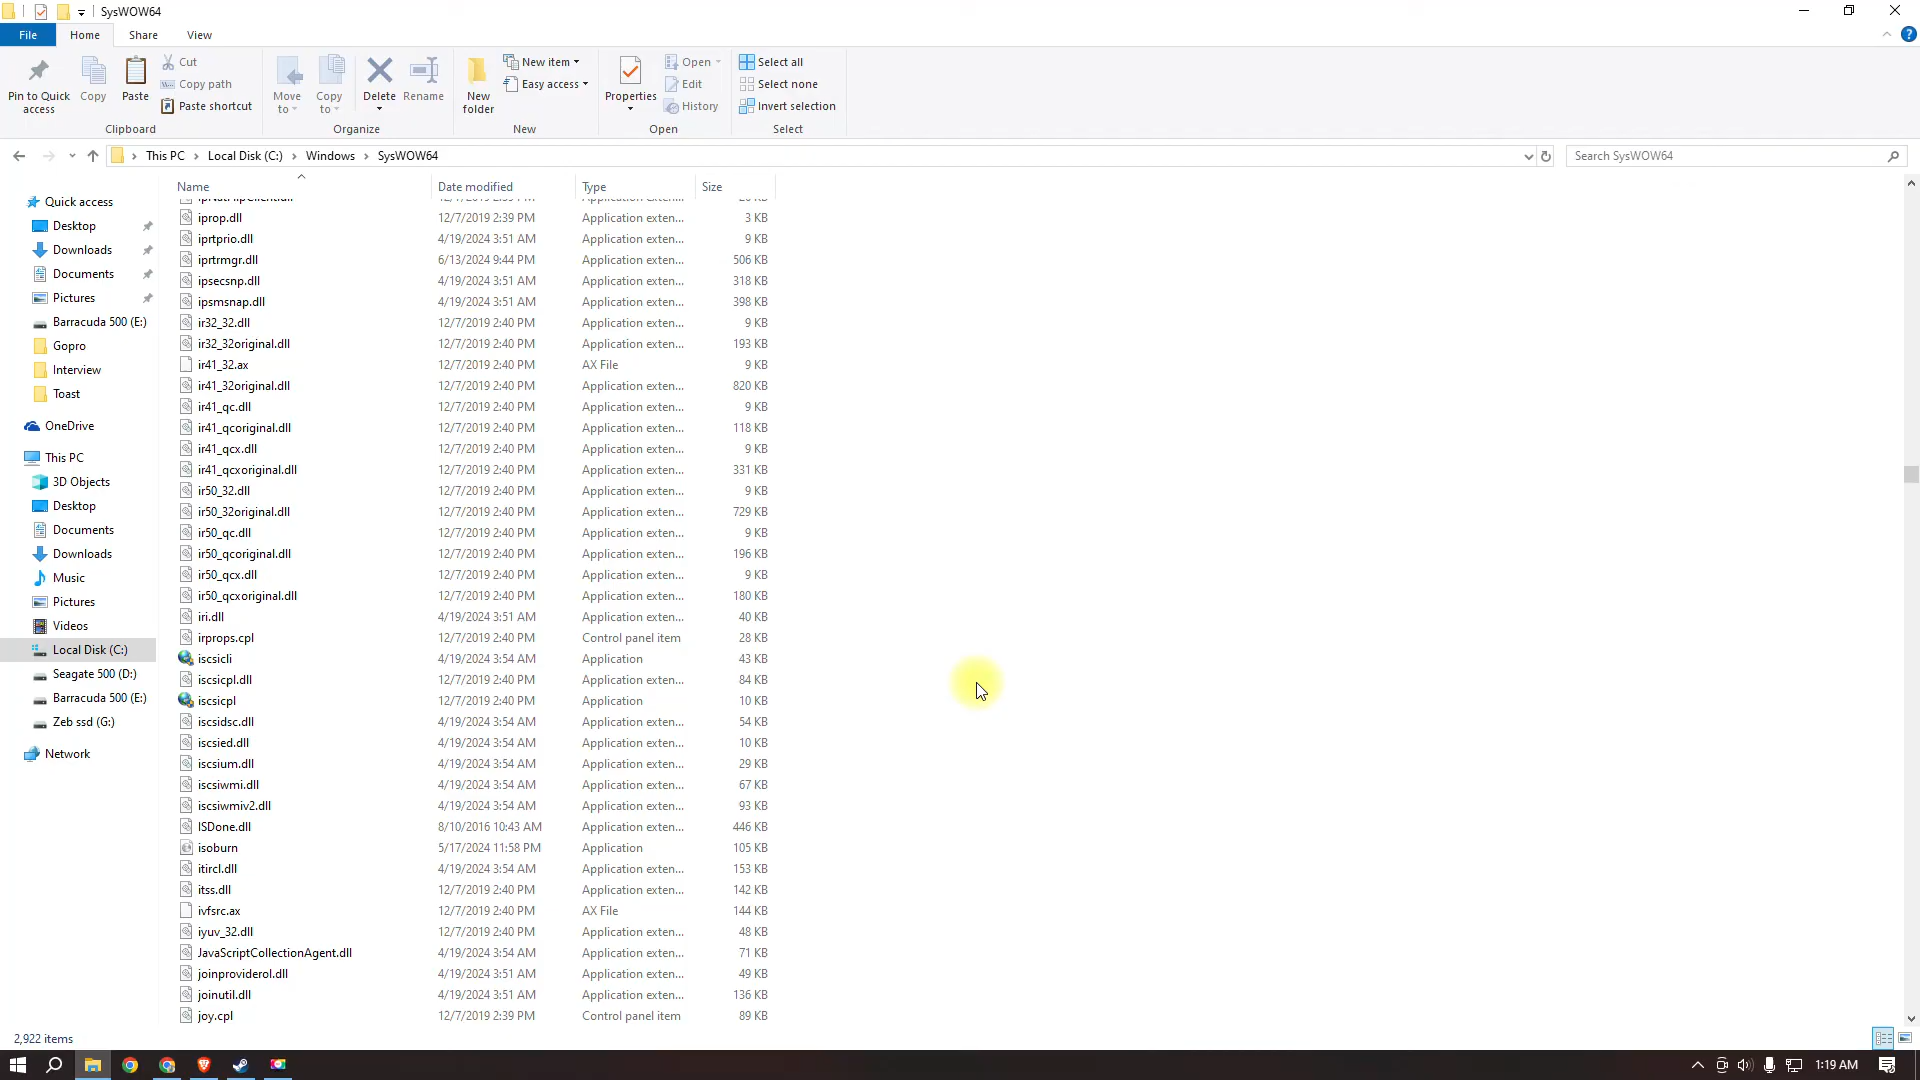 SysWOW64
File Home Share View
Pin to Quick access
Copy
Paste
Cut
Copy path
Paste shortcut
Clipboard
Move to
Copy to
Delete
Rename
Organize
New folder
New item
Easy access
New
Properties
Open
Edit
History
Open
Select all
Select none
Invert selection
Select
This PC Local Disk (C:) Windows SysWOW64
Search SysWOW64
Quick access
Desktop
Downloads
Documents
Pictures
Barracuda 500 (E:)
Gopro
Interview
Toast
OneDrive
This PC
3D Objects
Desktop
Documents
Downloads
Music
Pictures
Videos
Local Disk (C:)
Seagate 500 (D:)
Barracuda 500 (E:)
Zeb ssd (G:)
Network
Name Date modified Type Size
iprop.dll 12/7/2019 2:39 PM Application exten... 3 KB
iprtprio.dll 4/19/2024 3:51 AM Application exten... 9 KB
iprtrmgr.dll 6/13/2024 9:44 PM Application exten... 506 KB
ipsecsnp.dll 4/19/2024 3:51 AM Application exten... 318 KB
ipsmsnap.dll 4/19/2024 3:51 AM Application exten... 398 KB
ir32_32.dll 12/7/2019 2:40 PM Application exten... 9 KB
ir32_32original.dll 12/7/2019 2:40 PM Application exten... 193 KB
ir41_32.ax 12/7/2019 2:40 PM AX File 9 KB
ir41_32original.dll 12/7/2019 2:40 PM Application exten... 820 KB
ir41_qc.dll 12/7/2019 2:40 PM Application exten... 9 KB
ir41_qcoriginal.dll 12/7/2019 2:40 PM Application exten... 118 KB
ir41_qcx.dll 12/7/2019 2:40 PM Application exten... 9 KB
ir41_qcxoriginal.dll 12/7/2019 2:40 PM Application exten... 331 KB
ir50_32.dll 12/7/2019 2:40 PM Application exten... 9 KB
ir50_32original.dll 12/7/2019 2:40 PM Application exten... 729 KB
ir50_qc.dll 12/7/2019 2:40 PM Application exten... 9 KB
ir50_qcoriginal.dll 12/7/2019 2:40 PM Application exten... 196 KB
ir50_qcx.dll 12/7/2019 2:40 PM Application exten... 9 KB
ir50_qcxoriginal.dll 12/7/2019 2:40 PM Application exten... 180 KB
iri.dll 4/19/2024 3:51 AM Application exten... 40 KB
irprops.cpl 12/7/2019 2:40 PM Control panel item 28 KB
iscsicli 4/19/2024 3:54 AM Application 43 KB
iscsicpl.dll 12/7/2019 2:40 PM Application exten... 84 KB
iscsicpl 12/7/2019 2:40 PM Application 10 KB
iscsidsc.dll 4/19/2024 3:54 AM Application exten... 54 KB
iscsied.dll 4/19/2024 3:54 AM Application exten... 10 KB
iscsium.dll 4/19/2024 3:54 AM Application exten... 29 KB
iscsiwmi.dll 4/19/2024 3:54 AM Application exten... 67 KB
iscsiwmiv2.dll 4/19/2024 3:54 AM Application exten... 93 KB
ISDone.dll 8/10/2016 10:43 AM Application exten... 446 KB
isoburn 5/17/2024 11:58 PM Application 105 KB
itircl.dll 4/19/2024 3:54 AM Application exten... 153 KB
itss.dll 12/7/2019 2:40 PM Application exten... 142 KB
ivfsrc.ax 12/7/2019 2:40 PM AX File 144 KB
iyuv_32.dll 12/7/2019 2:40 PM Application exten... 48 KB
JavaScriptCollectionAgent.dll 4/19/2024 3:54 AM Application exten... 71 KB
joinproviderol.dll 4/19/2024 3:51 AM Application exten... 49 KB
joinutil.dll 4/19/2024 3:51 AM Application exten... 136 KB
joy.cpl 12/7/2019 2:39 PM Control panel item 89 KB
2,922 items
1:19 AM